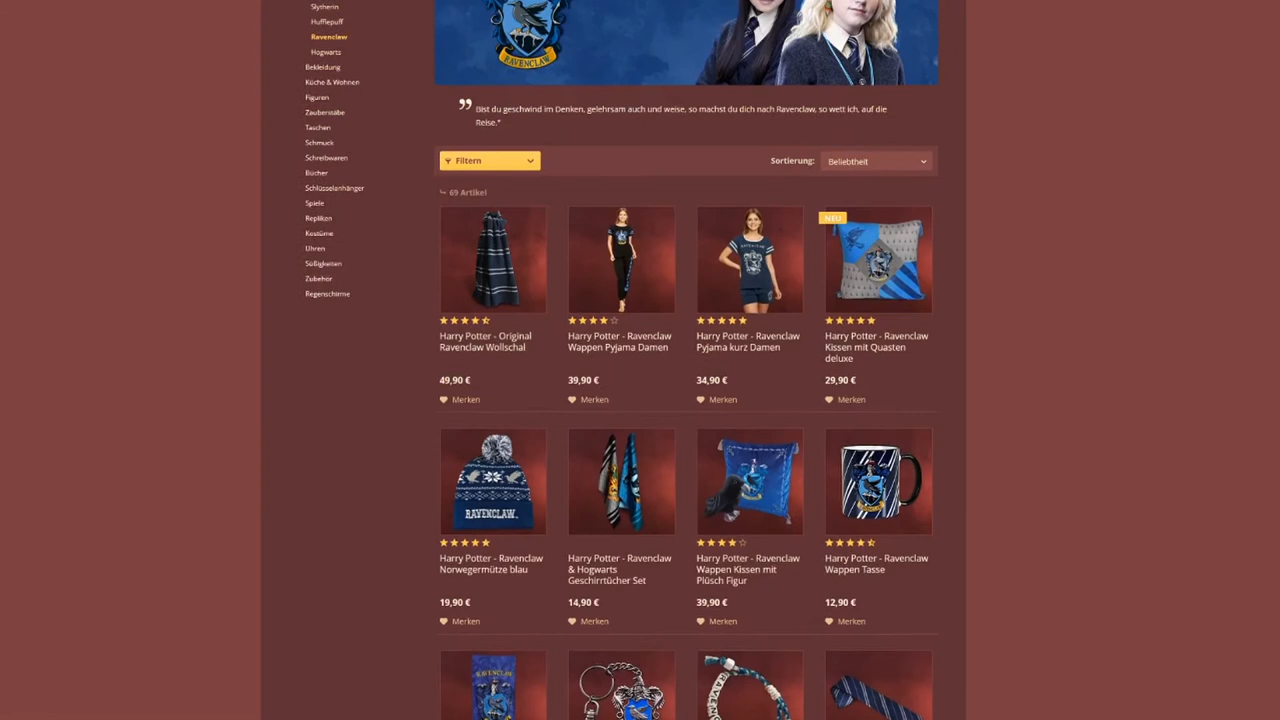 Slytherin
Hufflepuff
Ravenclaw
Hogwarts
Bekleidung
Küche & Wohnen
Figuren
Zauberstäbe
Taschen
Schmuck
Schreibwaren
Bücher
Schlüsselanhänger
Spiele
Repliken
Kostüme
Uhren
Süßigkeiten
Zubehör
Regenschirme
RAVENCLAW
Bist du geschwind im Denken, gelehrsam auch und weise, so machst du dich nach Ravenclaw, so wett ich, auf die
Reise."
Filtern
Sortierung:
Beliebtheit
69 Artikel
NEU
Harry Potter - Original
Ravenclaw Wollschal
49,90 €
Merken
Harry Potter - Ravenclaw
Wappen Pyjama Damen
39,90 €
Merken
Harry Potter - Ravenclaw
Pyjama kurz Damen
34,90 €
Merken
Harry Potter - Ravenclaw
Kissen mit Quasten
deluxe
29,90 €
Merken
RAVENCLAW
Harry Potter - Ravenclaw
Norwegermütze blau
19,90 €
Merken
Harry Potter - Ravenclaw
& Hogwarts
Geschirrtücher Set
14,90 €
Merken
Harry Potter - Ravenclaw
Wappen Kissen mit
Plüsch Figur
39,90 €
Merken
Harry Potter - Ravenclaw
Wappen Tasse
12,90 €
Merken
RAVENCLAW